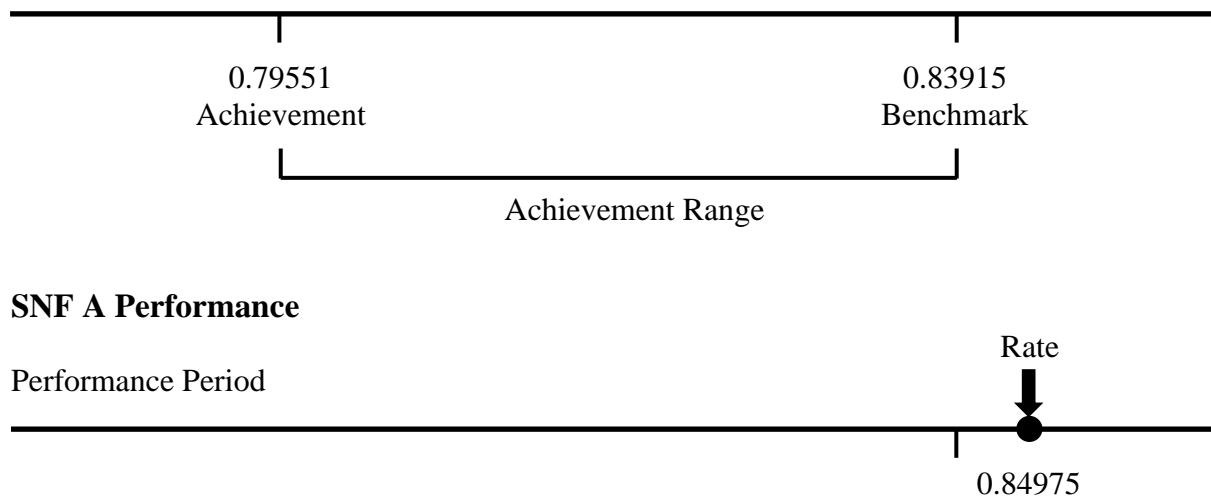 0.79551 0.83915
Achievement Benchmark
Achievement Range
SNF A Performance
Rate
Performance Period
0.84975